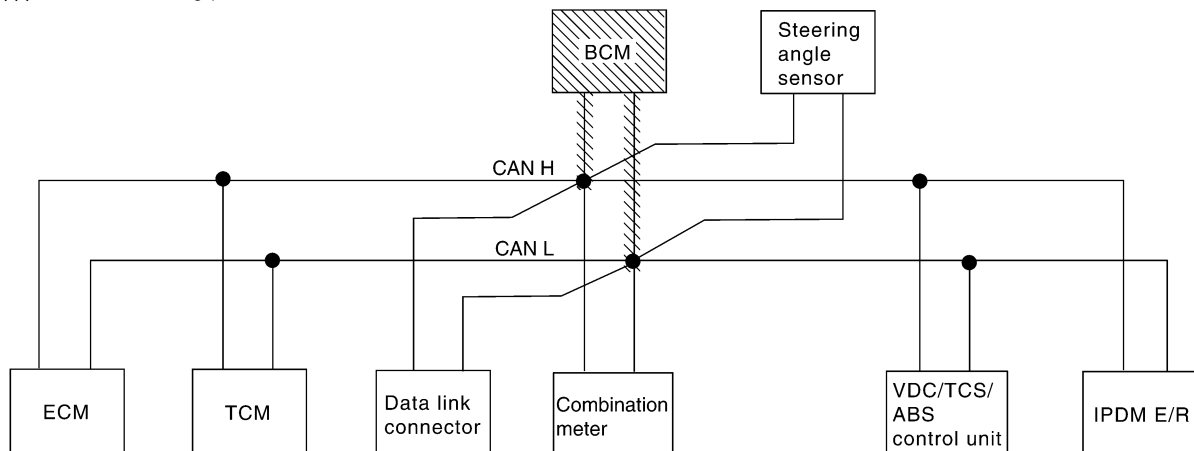 BCM
Steering
angle
sensor
CAN H
CAN L
ECM
TCM
Data link
connector
Combination
meter
VDC/TCS/
ABS
control unit
IPDM E/R